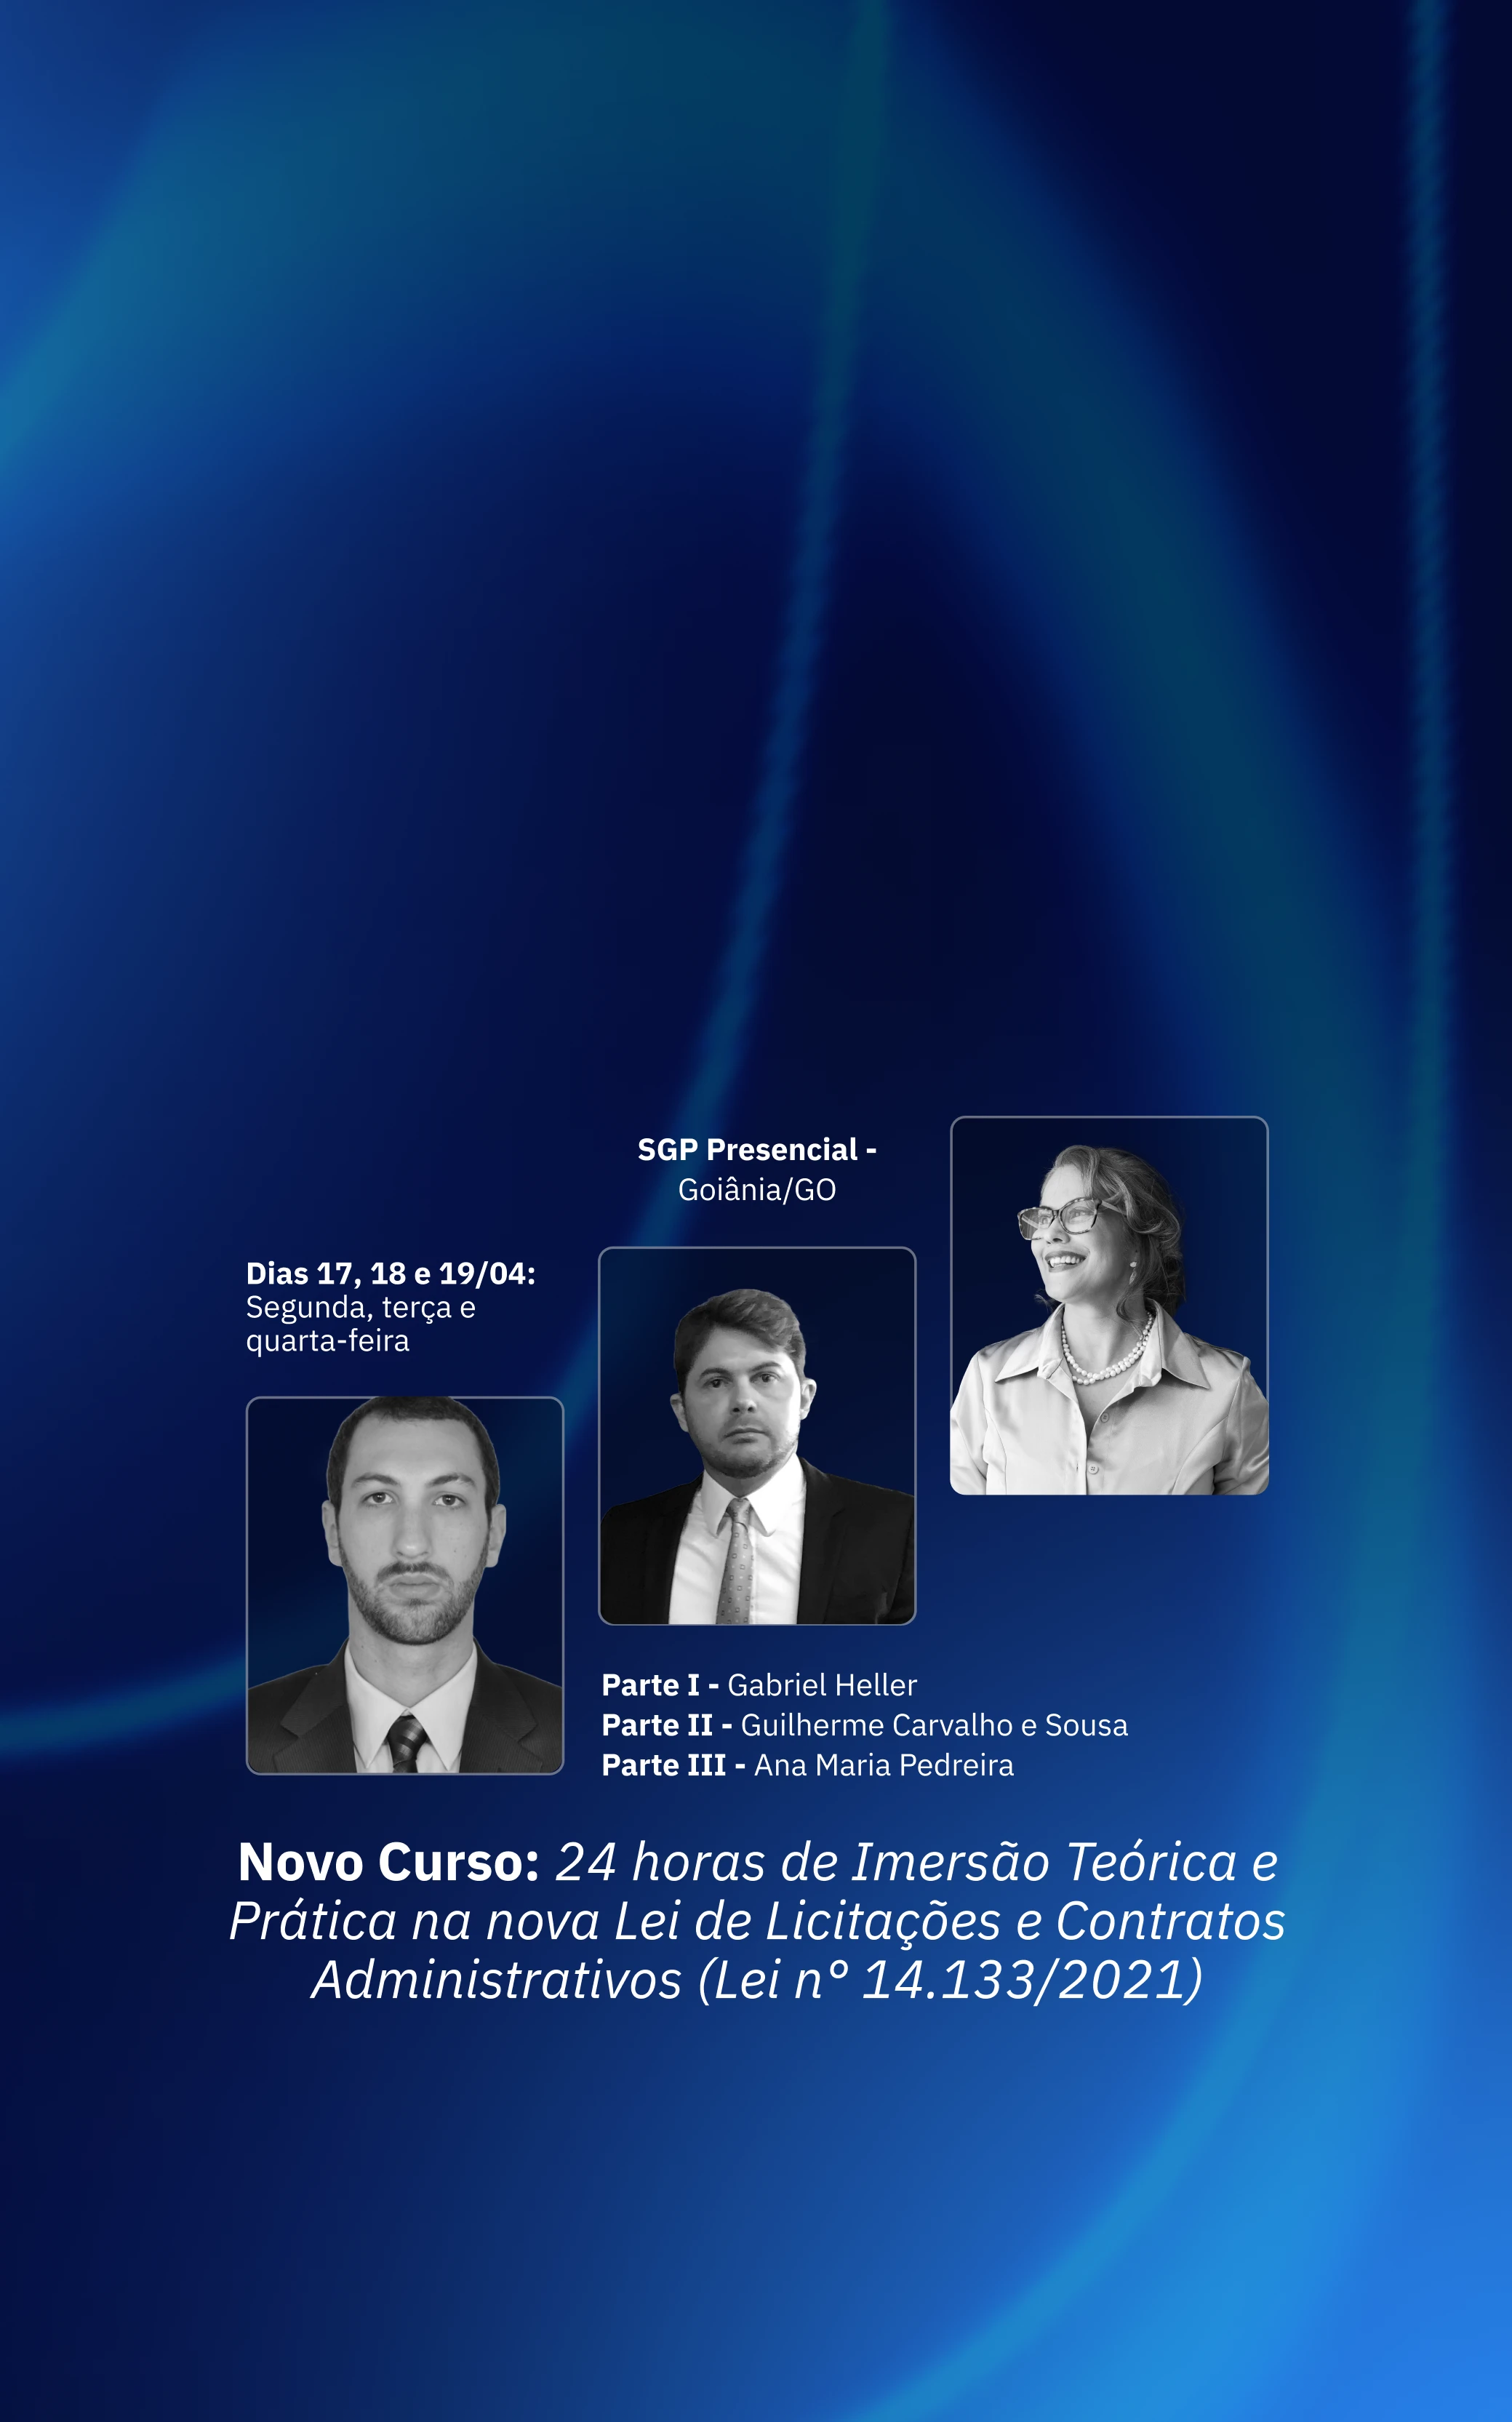 SGP Presencial -
Goiânia/GO
Dias 17, 18 e 19/04:
Segunda, terça e
quarta-feira
Parte I - Gabriel Heller
Parte II - Guilherme Carvalho e Sousa
Parte III - Ana Maria Pedreira
Novo Curso: 24 horas de Imersão Teórica e
Prática na nova Lei de Licitações e Contratos
Administrativos (Lei n° 14.133/2021)